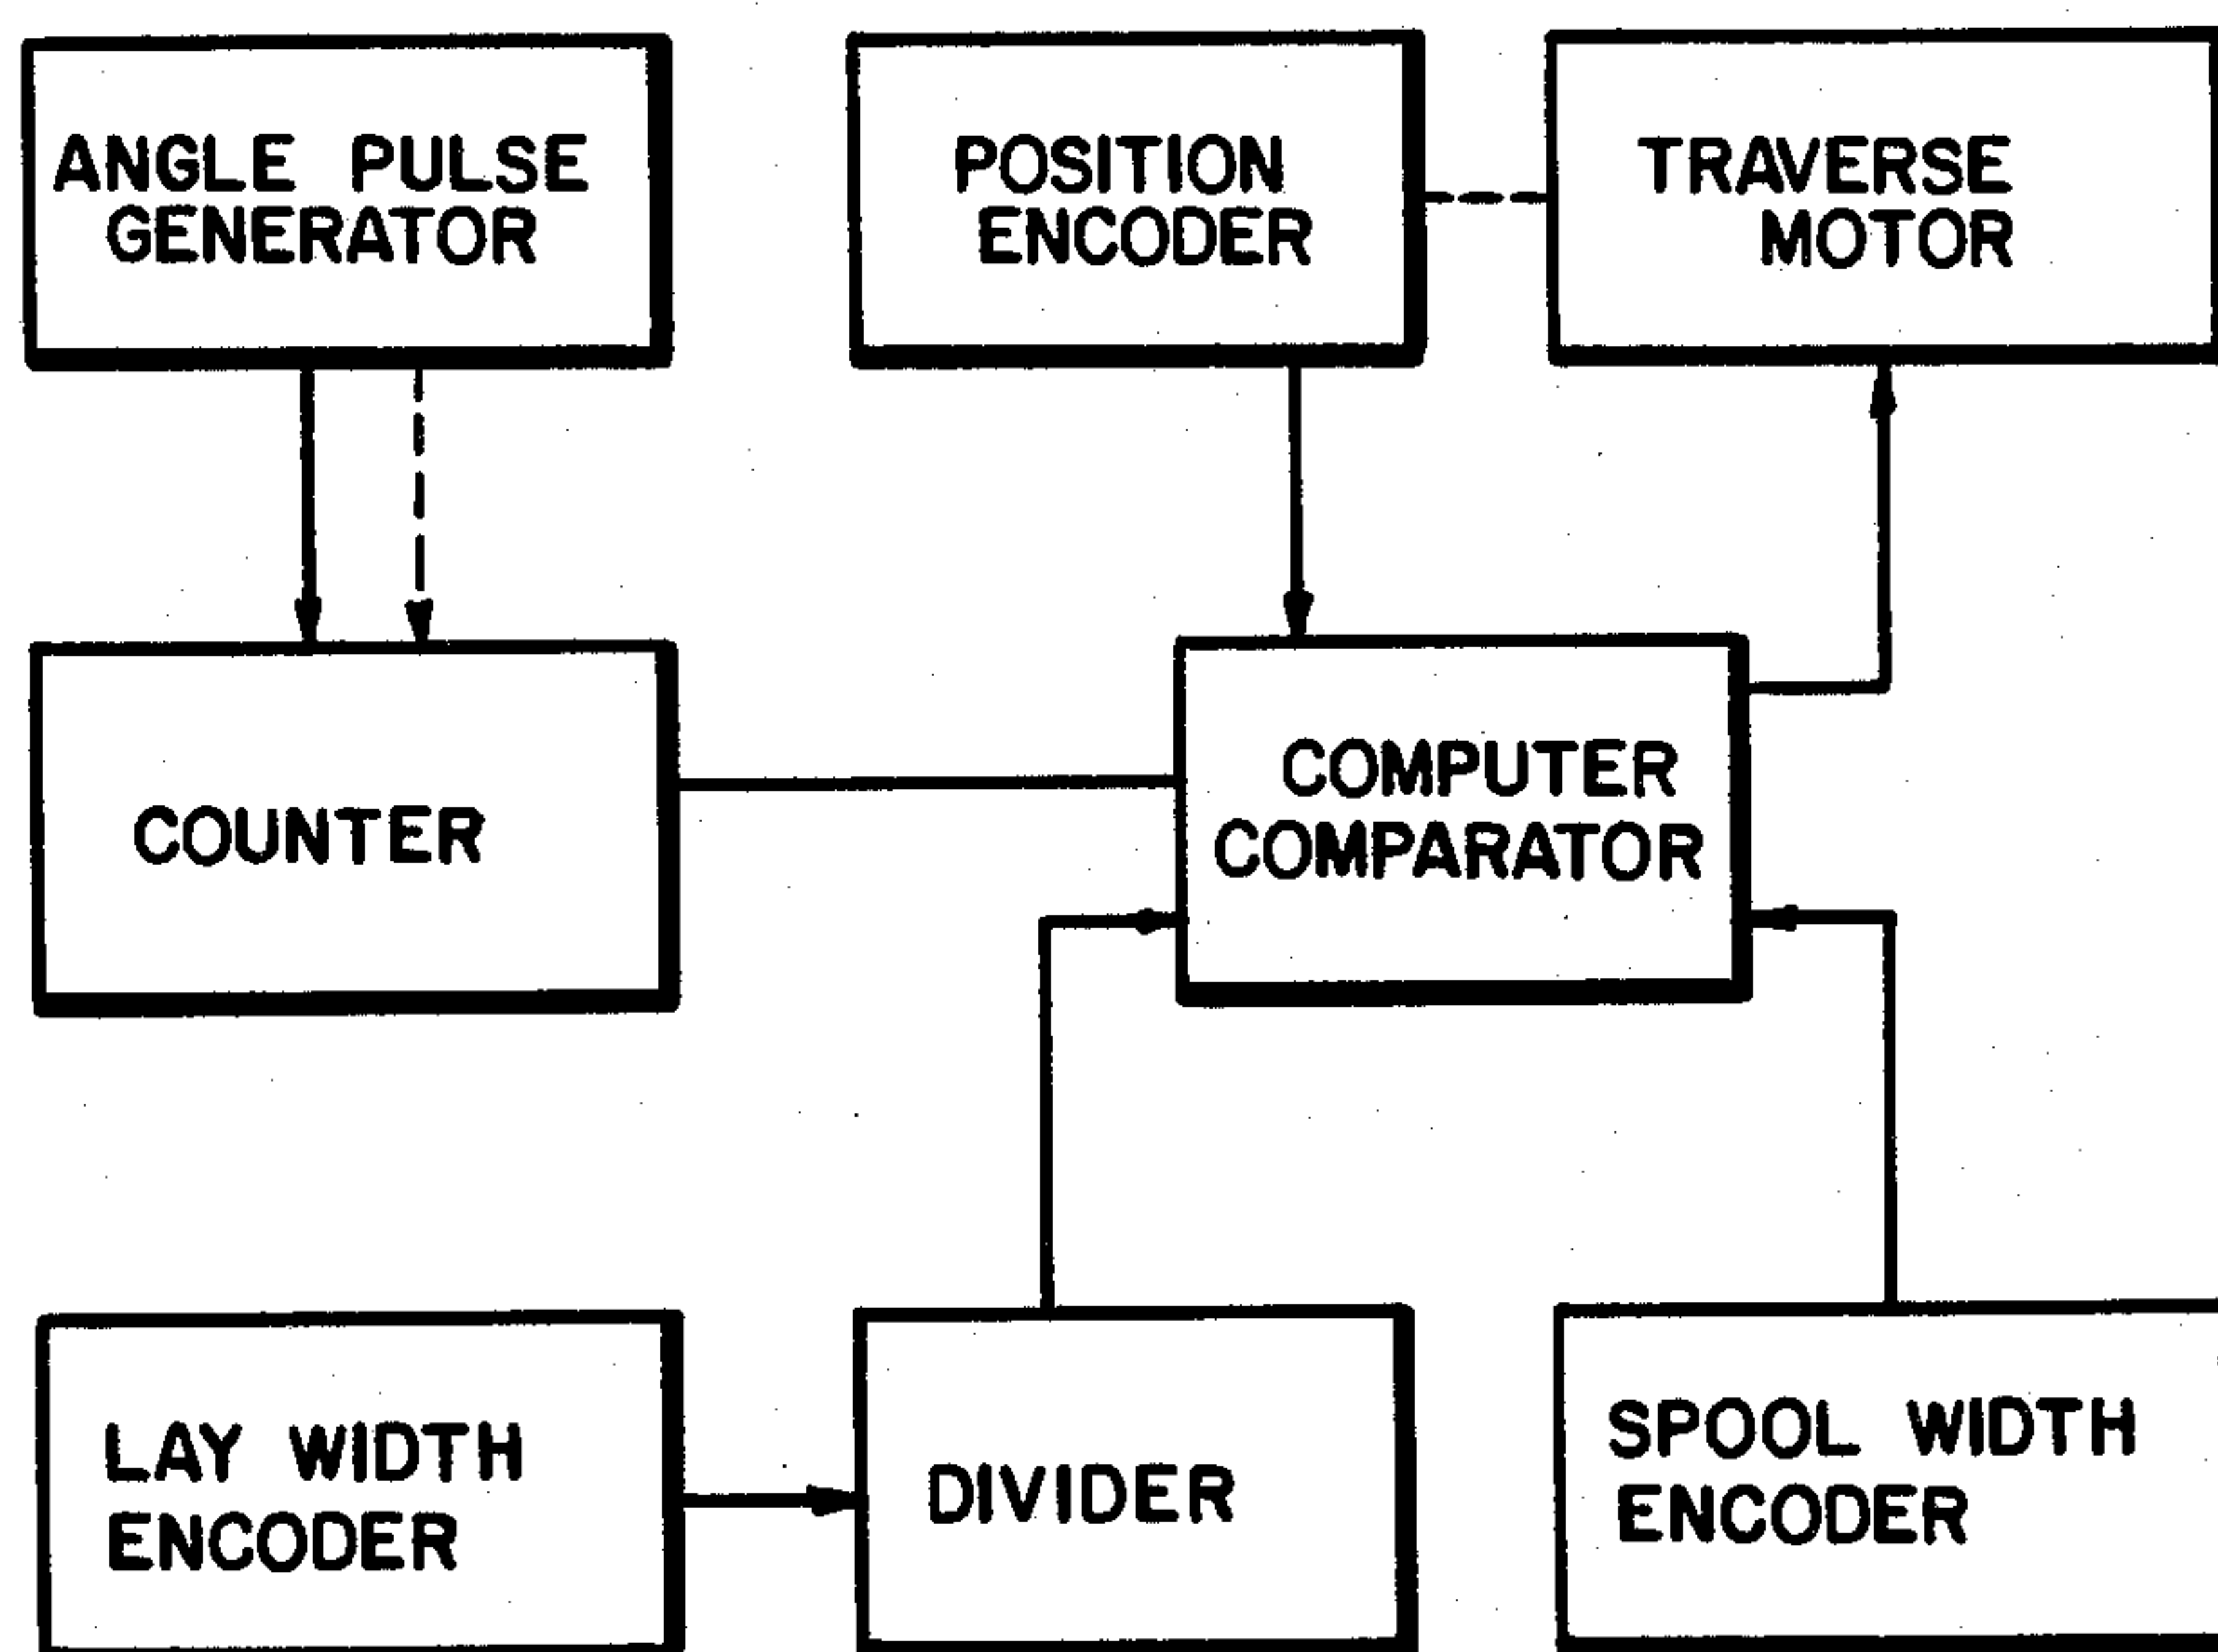 ANGLE PULSE
GENERATOR
POSITION
ENCODER
TRAVERSE
MOTOR
COUNTER
COMPUTER
COMPARATOR
LAY WIDTH
ENCODER
DIVIDER
SPOOL WIDTH
ENCODER